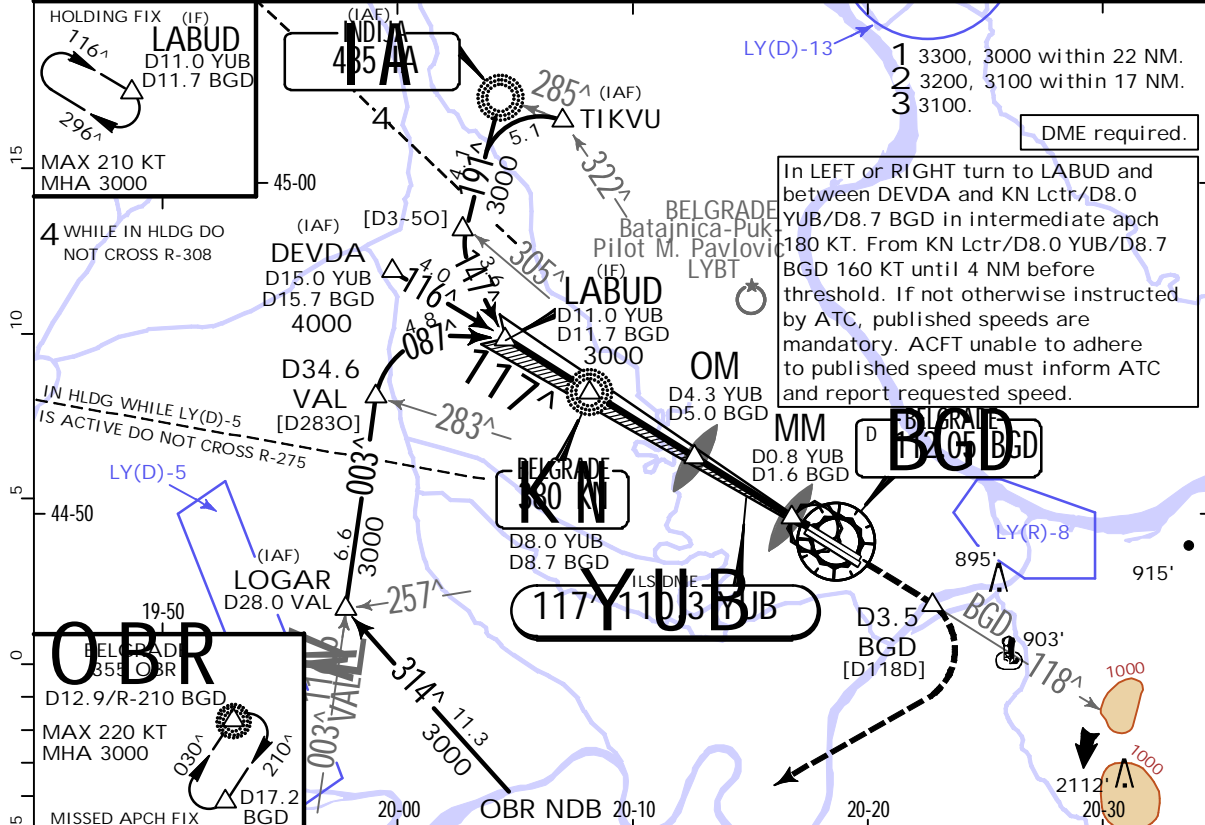 HOLDING FIX
(IF)
LABUD
D11.0 YUB
D11.7 BGD
116^
296^
MAX 210 KT
MHA 3000
(IAF)
INDIJA
435 IA
IA
285^
(IAF)
TIKVU
5.1
322^
LY(D)-13
1 3300, 3000 within 22 NM.
2 3200, 3100 within 17 NM.
3 3100.
DME required.
In LEFT or RIGHT turn to LABUD and
between DEVDA and KN Lctr/D8.0
YUB/D8.7 BGD in intermediate apch
180 KT. From KN Lctr/D8.0 YUB/D8.7
BGD 160 KT until 4 NM before
threshold. If not otherwise instructed
by ATC, published speeds are
mandatory. ACFT unable to adhere
to published speed must inform ATC
and report requested speed.
4
15
45-00
4.1
191^
3000
4 WHILE IN HLDG DO
NOT CROSS R-308
(IAF)
DEVDA
D15.0 YUB
D15.7 BGD
4000
[D3~5O]
BELGRADE
Batajnica-Puk-
Pilot M. Pavlovic
LYBT
305^
3.6
147^
4.0
116^
(IF)
LABUD
D11.0 YUB
D11.7 BGD
3000
10
4.8
087^
117^
D34.6
VAL
[D283O]
283^
OM
D4.3 YUB
D5.0 BGD
MM
D0.8 YUB
D1.6 BGD
D
BELGRADE
112.05 BGD
BGD
IN HLDG WHILE LY(D)-5
IS ACTIVE DO NOT CROSS R-275
LY(D)-5
003^
6.6
3000
BELGRADE
380 KN
KN
D8.0 YUB
D8.7 BGD
5
44-50
LY(R)-8
895'
915'
(IAF)
LOGAR
D28.0 VAL
257^
ILS DME
117^ 110.3 YUB
YUB
19-50
D3.5
BGD
[D118D]
BGD
118^
903'
1000
0
OBR
BELGRADE
355 OBR
D12.9/R-210 BGD
MAX 220 KT
MHA 3000
030^
210^
D17.2
BGD
MISSED APCH FIX
003^
VAL
314^
11.3
3000
OBR NDB
2112'
1000
5
20-00
20-10
20-20
20-30